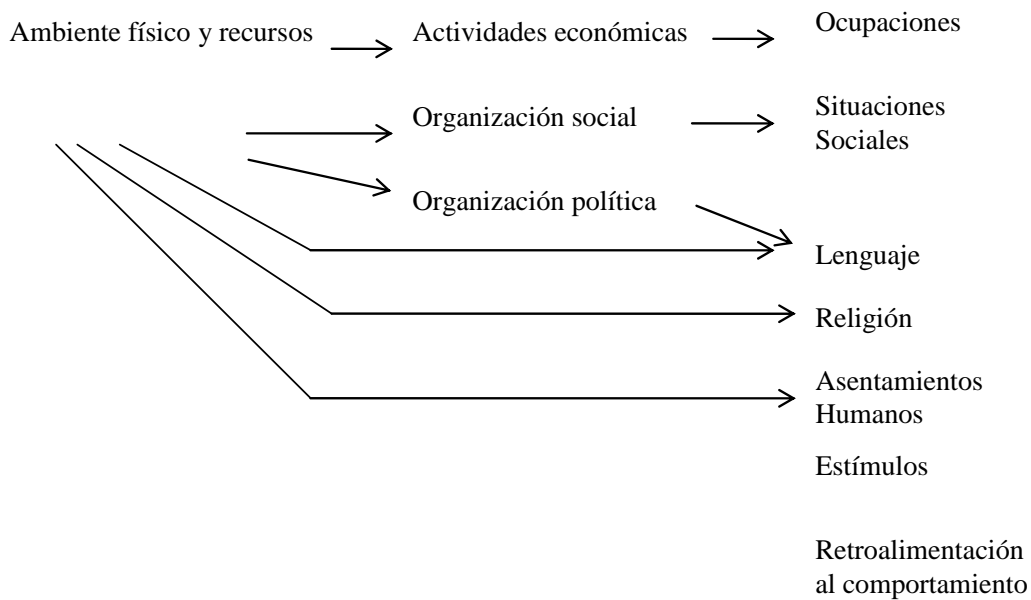 Ambiente físico y recursos
Actividades económicas
Ocupaciones
Organización social
Situaciones
Sociales
Organización política
Lenguaje
Religión
Asentamientos
Humanos
Estímulos
Retroalimentación
al comportamiento